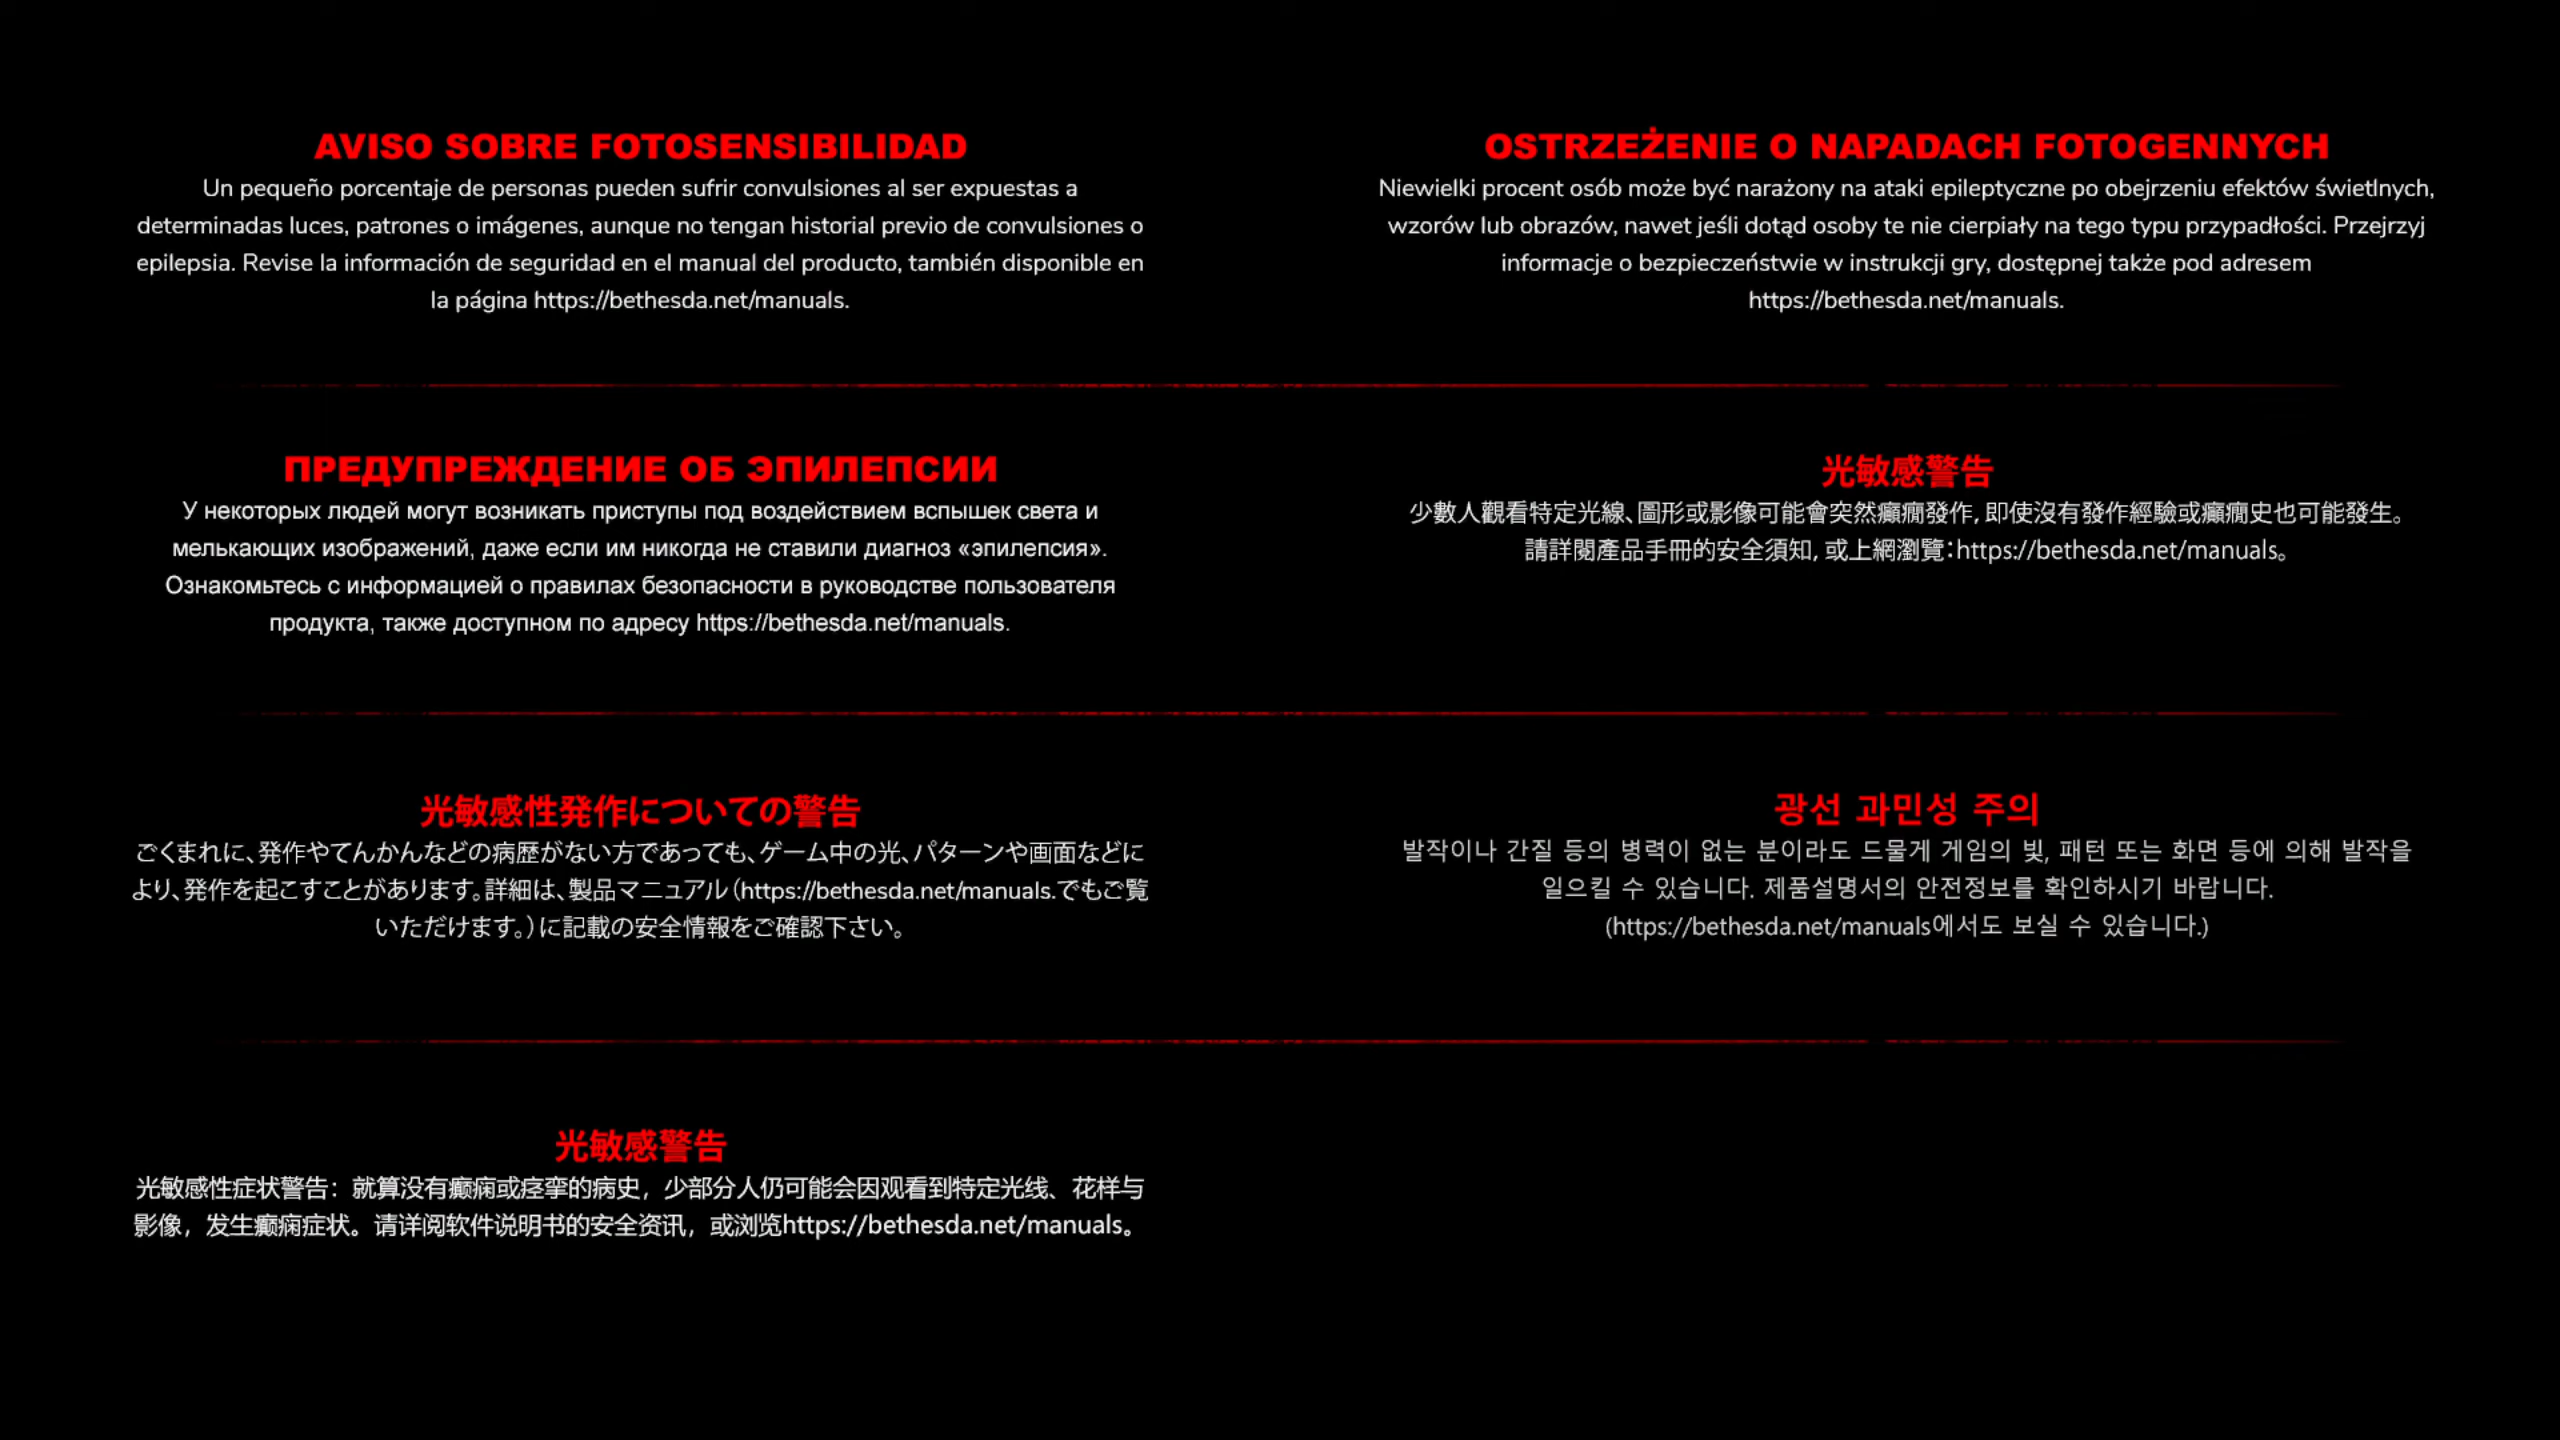 AVISO SOBRE FOTOSENSIBILIDAD
Un pequeño porcentaje de personas pueden sufrir convulsiones al ser expuestas a
determinadas luces, patrones o imágenes, aunque no tengan historial previo de convulsiones o
epilepsia. Revise la información de seguridad en el manual del producto, también disponible en
la página https://bethesda.net/manuals.
OSTRZEŻENIE O NAPADACH FOTOGENNYCH
Niewielki procent osób może być narażony na ataki epileptyczne po obejrzeniu efektów świetlnych,
wzorów lub obrazów, nawet jeśli dotąd osoby te nie cierpiały na tego typu przypadłości. Przejrzyj
informacje o bezpieczeństwie w instrukcji gry, dostępnej także pod adresem
https://bethesda.net/manuals.
ПРЕДУПРЕЖДЕНИЕ ОБ ЭПИЛЕПСИИ
У некоторых людей могут возникать приступы под воздействием вспышек света и
мелькающих изображений, даже если им никогда не ставили диагноз «эпилепсия».
Ознакомьтесь с информацией о правилах безопасности в руководстве пользователя
продукта, также доступном по адресу https://bethesda.net/manuals.
光敏感警告
少數人觀看特定光線、圖形或影像可能會突然癲癇發作，即使沒有發作經驗或癲癇史也可能發生。
請詳閱產品手冊的安全須知，或上網瀏覽：https://bethesda.net/manuals。
光敏感性発作についての警告
ごくまれに、発作やてんかんなどの病歴がない方であっても、ゲーム中の光、パターンや画面などに
より、発作を起こすことがあります。詳細は、製品マニュアル（https://bethesda.net/manuals.でもご覧
いただけます。）に記載の安全情報をご確認下さい。
광선 과민성 주의
발작이나 간질 등의 병력이 없는 분이라도 드물게 게임의 빛, 패턴 또는 화면 등에 의해 발작을
일으킬 수 있습니다. 제품설명서의 안전정보를 확인하시기 바랍니다.
(https://bethesda.net/manuals에서도 보실 수 있습니다.)
光敏感警告
光敏感性症状警告：就算没有癫痫或痉挛的病史，少部分人仍可能会因观看到特定光线、花样与
影像，发生癫痫症状。请详阅软件说明书的安全资讯，或浏览https://bethesda.net/manuals。